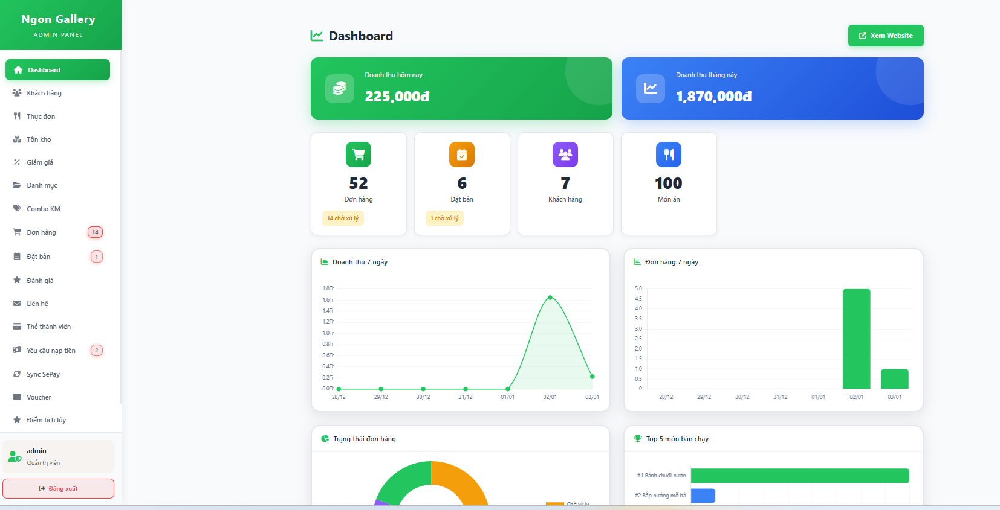 Ngon Gallery
ADMIN PANEL
Dashboard
Khách hàng
Thực đơn
Tồn kho
Giảm giá
Danh mục
Combo KM
Đơn hàng 14
Đặt bàn 1
Đánh giá
Liên hệ
Thẻ thành viên
Yêu cầu nạp tiền 2
Sync SePay
Voucher
Điểm tích lũy
admin
Quản trị viên
Đăng xuất
Dashboard
Xem Website
Doanh thu hôm nay
225,000đ
Doanh thu tháng này
1,870,000đ
52
Đơn hàng
14 chờ xử lý
6
Đặt bàn
1 chờ xử lý
7
Khách hàng
100
Món ăn
Doanh thu 7 ngày
1.8Tr
1.6Tr
1.4Tr
1.2Tr
1.0Tr
0.8Tr
0.6Tr
0.4Tr
0.2Tr
0.0Tr
28/12 29/12 30/12 31/12 01/01 02/01 03/01
Đơn hàng 7 ngày
5,0
4,5
4,0
3,5
3,0
2,5
2,0
1,5
1,0
0,5
0
28/12 29/12 30/12 31/12 01/01 02/01 03/01
Trạng thái đơn hàng
Chờ xử lý
Top 5 món bán chạy
#1 Bánh chuối nướn
#2 Bắp nướng mỡ hà